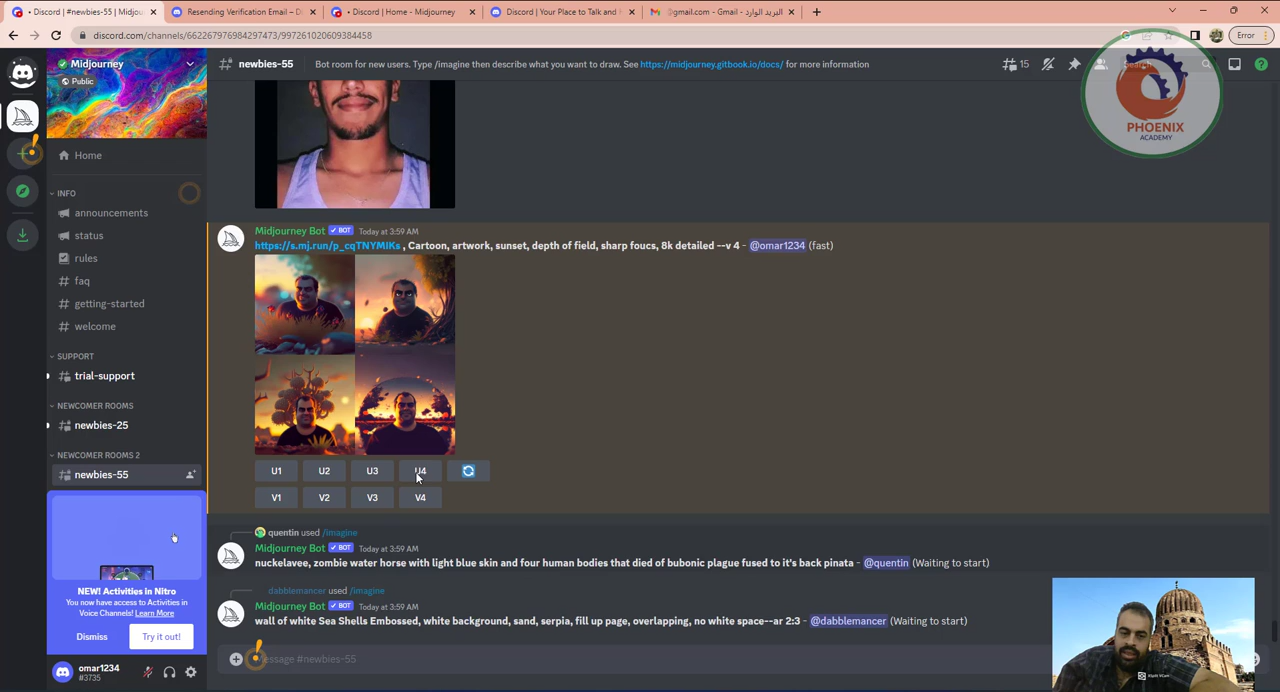 • Discord | #newbies-55 | Midjou
Resending Verification Email – D
• Discord | Home - Midjourney
Discord | Your Place to Talk and
@gmail.com - Gmail - البريد الوارد
discord.com/channels/662267976984297473/997261020609384458
Error
Midjourney
newbies-55
Bot room for new users. Type /imagine then describe what you want to draw. See https://midjourney.gitbook.io/docs/ for more information
15
Search
Public
PHOENIX
ACADEMY
Home
INFO
announcements
status
rules
faq
getting-started
welcome
SUPPORT
trial-support
NEWCOMER ROOMS
newbies-25
NEWCOMER ROOMS 2
newbies-55
NEW! Activities in Nitro
You now have access to Activities in
Voice Channels! Learn More
Dismiss
Try it out!
omar1234
#3735
Midjourney Bot ✓ BOT Today at 3:59 AM
https://s.mj.run/p_cqTNYMIKs , Cartoon, artwork, sunset, depth of field, sharp foucs, 8k detailed --v 4 - @omar1234 (fast)
U1 U2 U3 U4
V1 V2 V3 V4
quentin used /imagine
Midjourney Bot ✓ BOT Today at 3:59 AM
nuckelavee, zombie water horse with light blue skin and four human bodies that died of bubonic plague fused to it's back pinata - @quentin (Waiting to start)
dabblemancer used /imagine
Midjourney Bot ✓ BOT Today at 3:59 AM
wall of white Sea Shells Embossed, white background, sand, serpia, fill up page, overlapping, no white space--ar 2:3 - @dabblemancer (Waiting to start)
Message #newbies-55
XSplit VCam